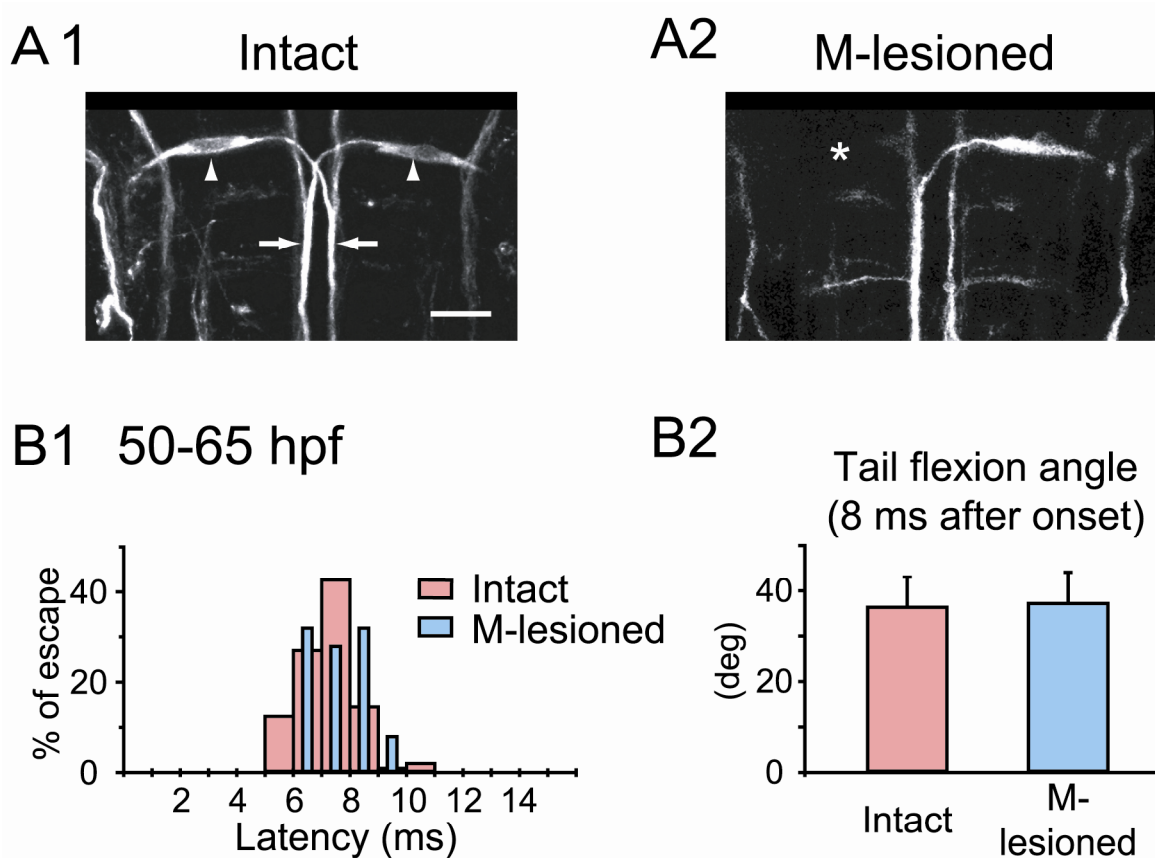 A 1 Intact
A2 M-lesioned
*
B1 50-65 hpf
% of escape
40
20
0
2 4 6 8 10 12 14
Latency (ms)
Intact
M-lesioned
B2
Tail flexion angle
(8 ms after onset)
(deg)
40
20
0
Intact
M-
lesioned